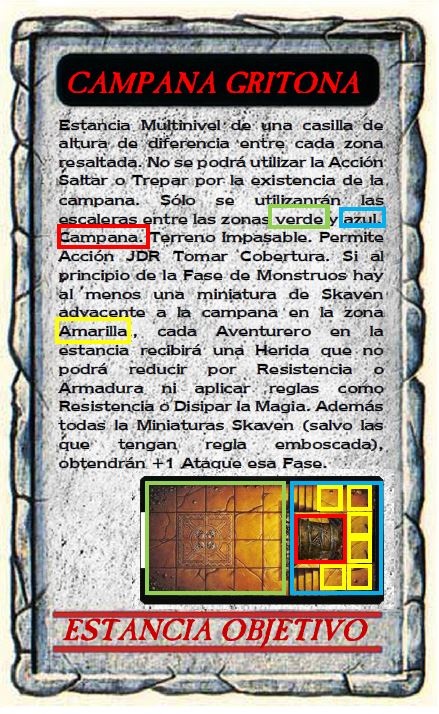 CAMPANA GRITONA
Estancia Multinivel de una casilla de
altura de diferencia entre cada zona
resaltada. No se podrá utilizar la Acción
Saltar o Trepar por la existencia de la
campana. Sólo se utilizanrán las
escaleras entre las zonas verde y azul.
Campana. Terreno Impasable. Permite
Acción JDR Tomar Cobertura. Si al
principio de la Fase de Monstruos hay
al menos una miniatura de Skaven
advacente a la campana en la zona
Amarilla , cada Aventurero en la
estancia recibirá una Herida que no
podrá reducir por Resistencia o
Armadura ni aplicar reglas como
Resistencia o Disipar la Magia. Además
todas la Miniaturas Skaven (salvo las
que tengan regla emboscada),
obtendrán +1 Ataque esa Fase.
ESTANCIA OBJETIVO